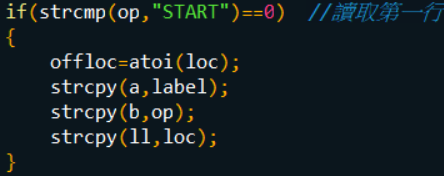 if(strcmp(op,"START")==0)  //讀取第一行
{
    offloc=atoi(loc);
    strcpy(a,label);
    strcpy(b,op);
    strcpy(ll,loc);
}